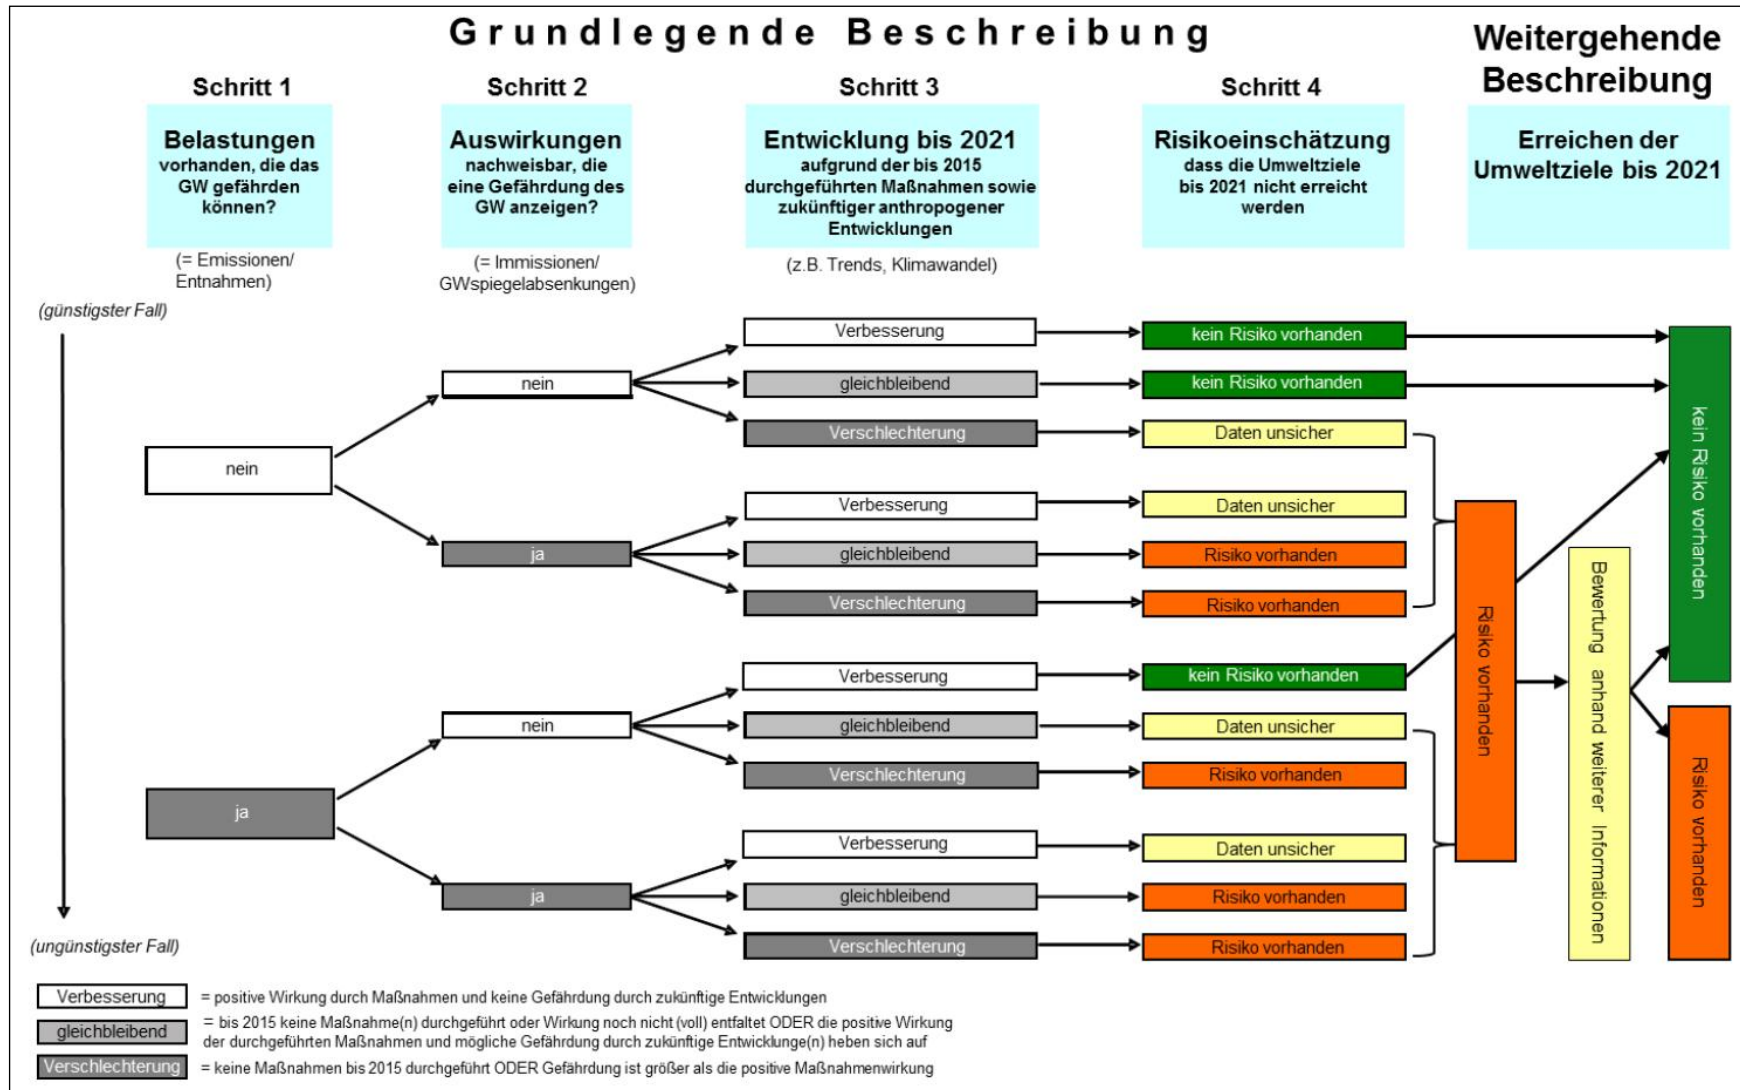 Grundlegende Beschreibung
Weitergehende
Beschreibung
Schritt 1
Schritt 2
Schritt 3
Schritt 4
Belastungen
vorhanden, die das
GW gefährden
können?
Auswirkungen
nachweisbar, die
eine Gefährdung des
GW anzeigen?
Entwicklung bis 2021
aufgrund der bis 2015
durchgeführten Maßnahmen sowie
zukünftiger anthropogener
Entwicklungen
Risikoeinschätzung
dass die Umweltziele
bis 2021 nicht erreicht
werden
Erreichen der
Umweltziele bis 2021
(= Emissionen/
Entnahmen)
(= Immissionen/
GWspiegelabsenkungen)
(z.B. Trends, Klimawandel)
(günstigster Fall)
(ungünstigster Fall)
nein
ja
nein
ja
nein
ja
Verbesserung
kein Risiko vorhanden
gleichbleibend
kein Risiko vorhanden
Verschlechterung
Daten unsicher
Verbesserung
Daten unsicher
gleichbleibend
Risiko vorhanden
Verschlechterung
Risiko vorhanden
Verbesserung
kein Risiko vorhanden
gleichbleibend
Daten unsicher
Verschlechterung
Risiko vorhanden
Verbesserung
Daten unsicher
gleichbleibend
Risiko vorhanden
Verschlechterung
Risiko vorhanden
Risiko vorhanden
Bewertung anhand weiterer Informationen
kein Risiko vorhanden
Risiko vorhanden
Verbesserung = positive Wirkung durch Maßnahmen und keine Gefährdung durch zukünftige Entwicklungen
gleichbleibend = bis 2015 keine Maßnahme(n) durchgeführt oder Wirkung noch nicht (voll) entfaltet ODER die positive Wirkung
der durchgeführten Maßnahmen und mögliche Gefährdung durch zukünftige Entwicklunge(n) heben sich auf
Verschlechterung = keine Maßnahmen bis 2015 durchgeführt ODER Gefährdung ist größer als die positive Maßnahmenwirkung